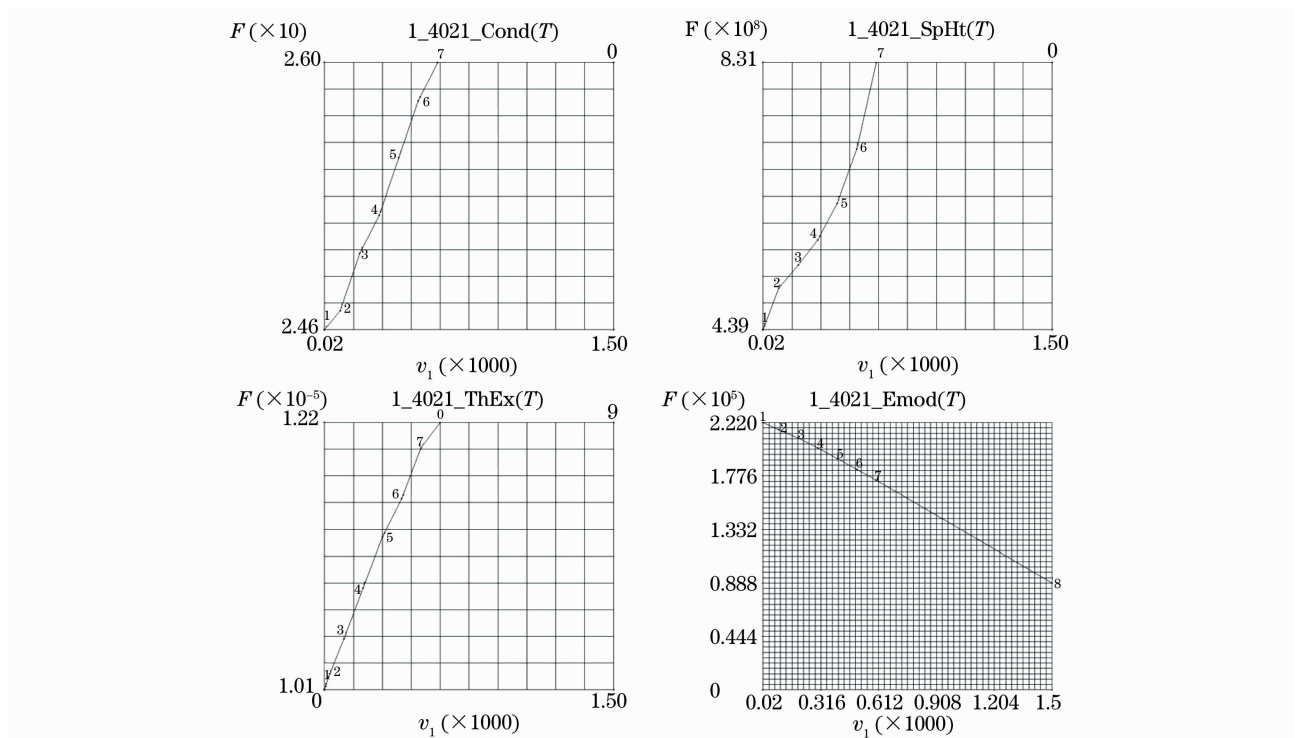 F (×10) 1_4021_Cond(T)
2.60 7 0
6
5
4
3
2
1
2.46
0.02 1.50
v₁ (×1000)
F (×10⁸) 1_4021_SpHt(T)
8.31 7 0
6
5
4
3
2
1
4.39
0.02 1.50
v₁ (×1000)
F (×10⁻⁵) 1_4021_ThEx(T)
1.22 0 9
7
6
5
4
3
1 2
1.01
0 1.50
v₁ (×1000)
F (×10⁵) 1_4021_Emod(T)
2.220 1 2 3 4 5 6 7
1.776
1.332
0.888 8
0.444
0
0.02 0.316 0.612 0.908 1.204 1.5
v₁ (×1000)